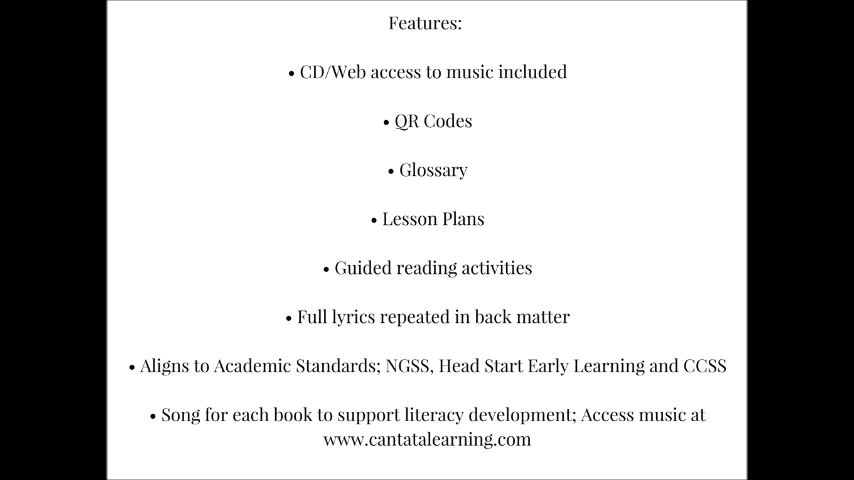 Features:
• CD/Web access to music included
• QR Codes
• Glossary
• Lesson Plans
• Guided reading activities
• Full lyrics repeated in back matter
• Aligns to Academic Standards; NGSS, Head Start Early Learning and CCSS
• Song for each book to support literacy development; Access music at
www.cantatalearning.com